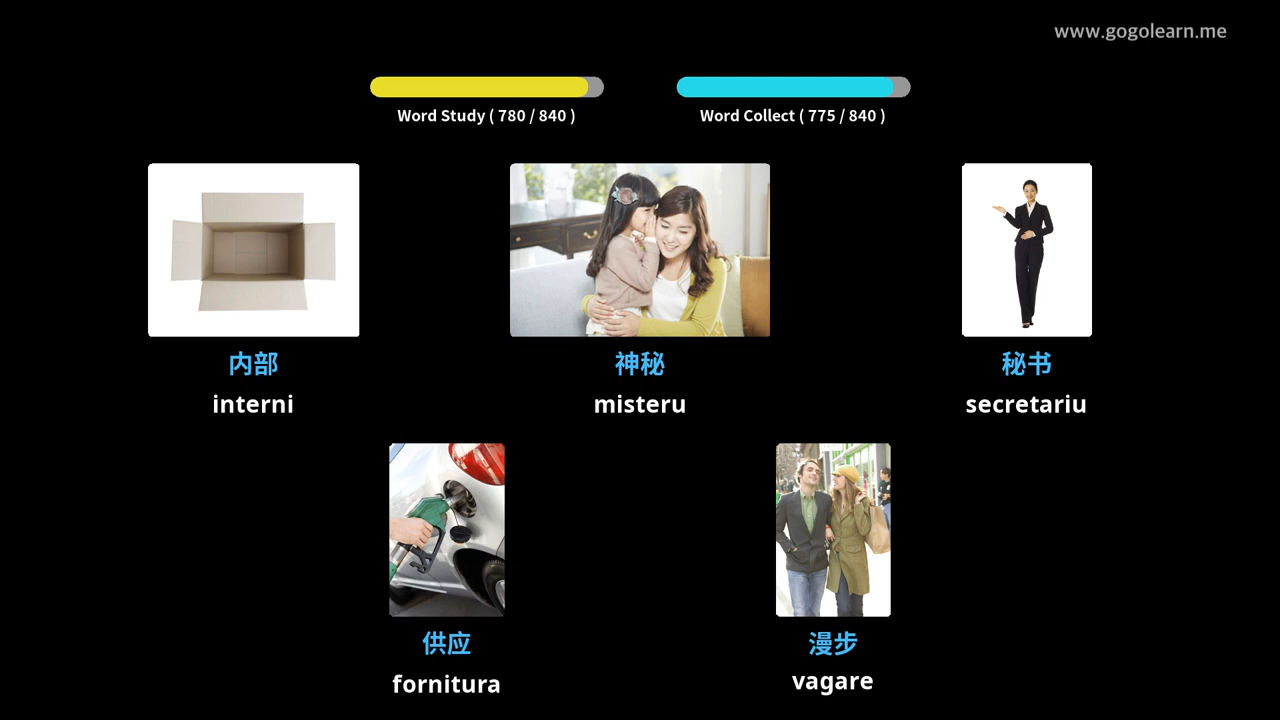 www.gogolearn.me
Word Study ( 780 / 840 )
Word Collect ( 775 / 840 )
内部
interni
神秘
misteru
秘书
secretariu
供应
fornitura
漫步
vagare